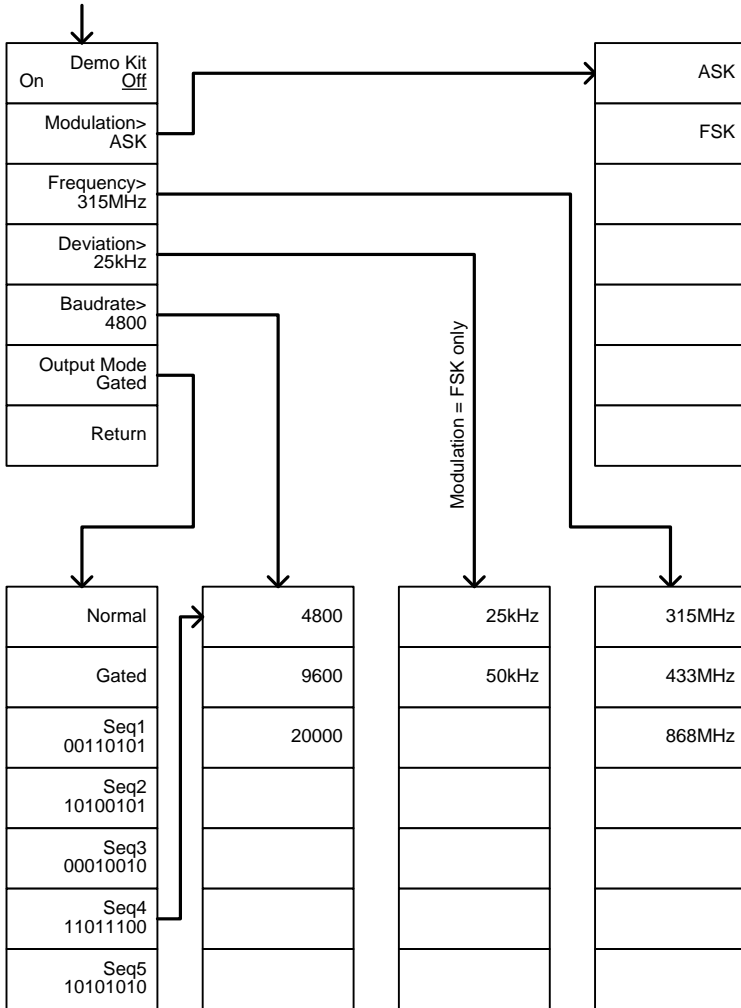 Demo Kit
On Off
Modulation>
ASK
Frequency>
315MHz
Deviation>
25kHz
Baudrate>
4800
Output Mode
Gated
Return
ASK
FSK
Modulation = FSK only
Normal
Gated
Seq1
00110101
Seq2
10100101
Seq3
00010010
Seq4
11011100
Seq5
10101010
4800
9600
20000
25kHz
50kHz
315MHz
433MHz
868MHz